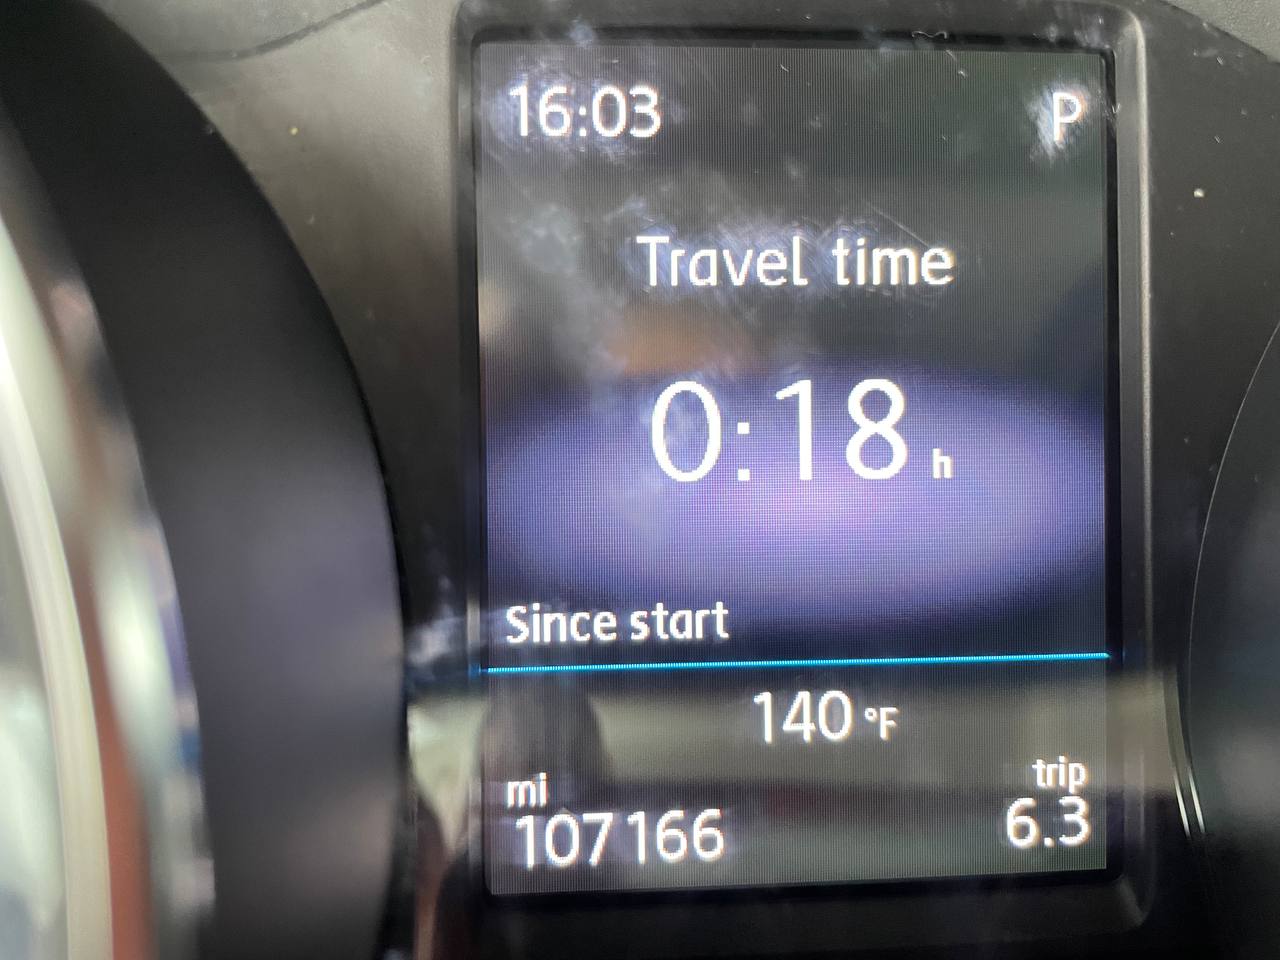 16:03 P
Travel time
0:18 h
Since start
140 °F
mi trip
107166 6.3